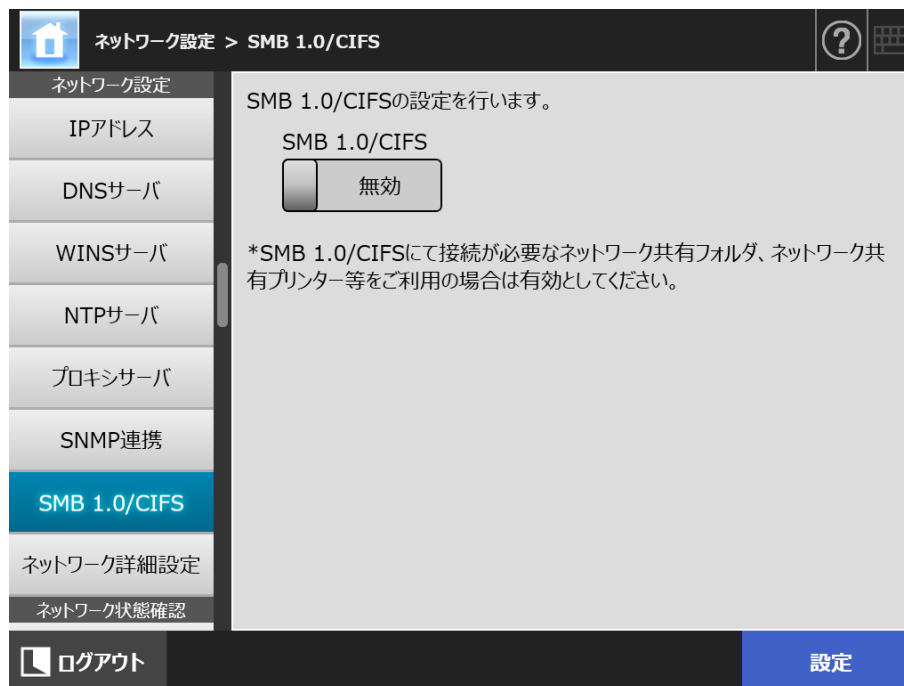 ネットワーク設定 > SMB 1.0/CIFS
ネットワーク設定
IPアドレス
DNSサーバ
WINSサーバ
NTPサーバ
プロキシサーバ
SNMP連携
SMB 1.0/CIFS
ネットワーク詳細設定
ネットワーク状態確認
SMB 1.0/CIFSの設定を行います。
SMB 1.0/CIFS
無効
*SMB 1.0/CIFSにて接続が必要なネットワーク共有フォルダ、ネットワーク共
有プリンター等をご利用の場合は有効としてください。
ログアウト
設定